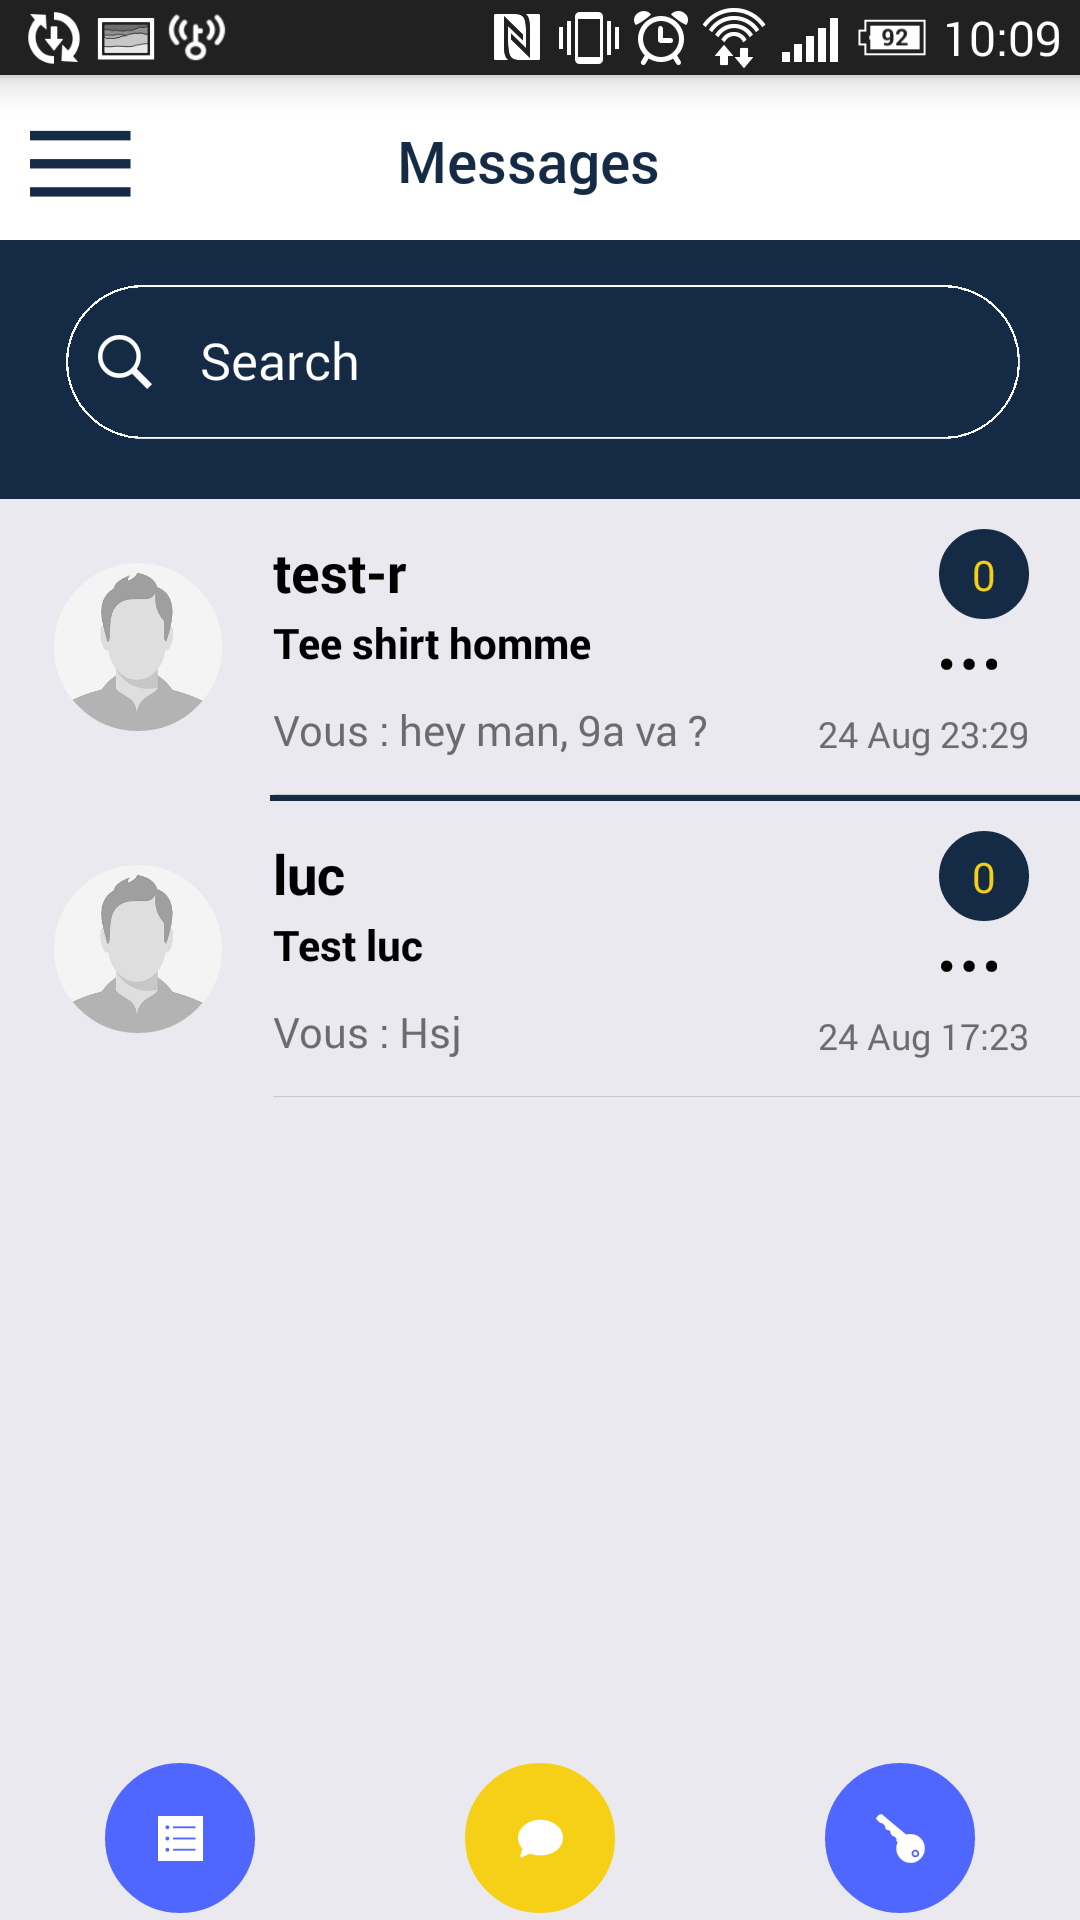 92 10:09
Messages
Search
test-r
0
Tee shirt homme
Vous : hey man, 9a va ?
24 Aug 23:29
luc
0
Test luc
Vous : Hsj
24 Aug 17:23